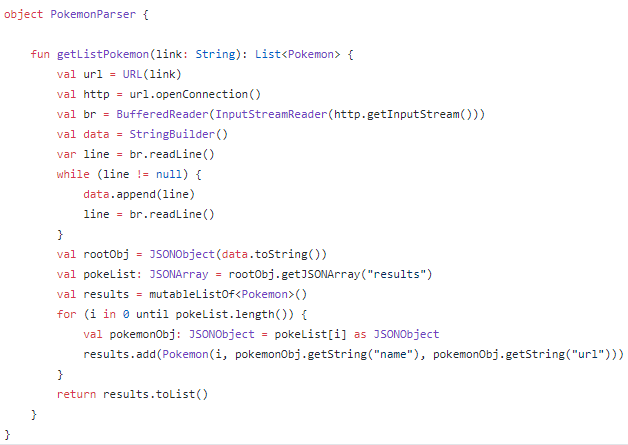 object PokemonParser {
fun getListPokemon(link: String): List<Pokemon> {
val url = URL(link)
val http = url.openConnection()
val br = BufferedReader(InputStreamReader(http.getInputStream()))
val data = StringBuilder()
var line = br.readLine()
while (line != null) {
data.append(line)
line = br.readLine()
}
val rootObj = JSONObject(data.toString())
val pokeList: JSONArray = rootObj.getJSONArray("results")
val results = mutableListOf<Pokemon>()
for (i in 0 until pokeList.length()) {
val pokemonObj: JSONObject = pokeList[i] as JSONObject
results.add(Pokemon(i, pokemonObj.getString("name"), pokemonObj.getString("url")))
}
return results.toList()
}
}